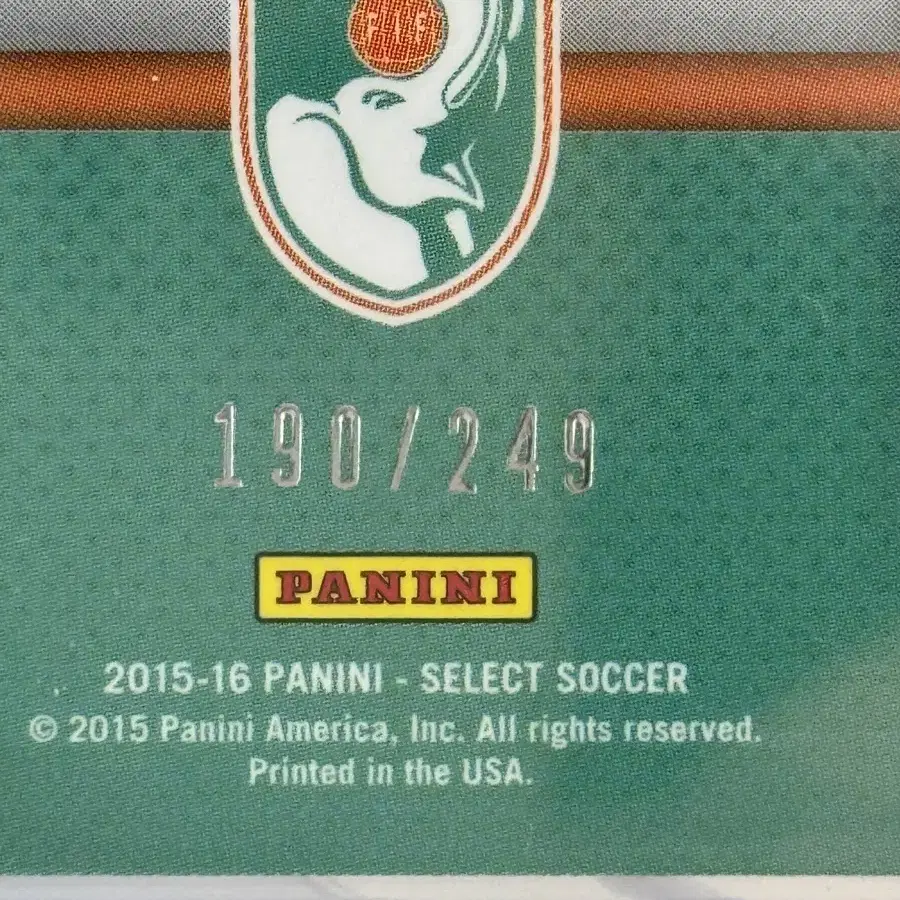 FIF
190/249
PANINI
2015-16 PANINI - SELECT SOCCER
© 2015 Panini America, Inc. All rights reserved.
Printed in the USA.